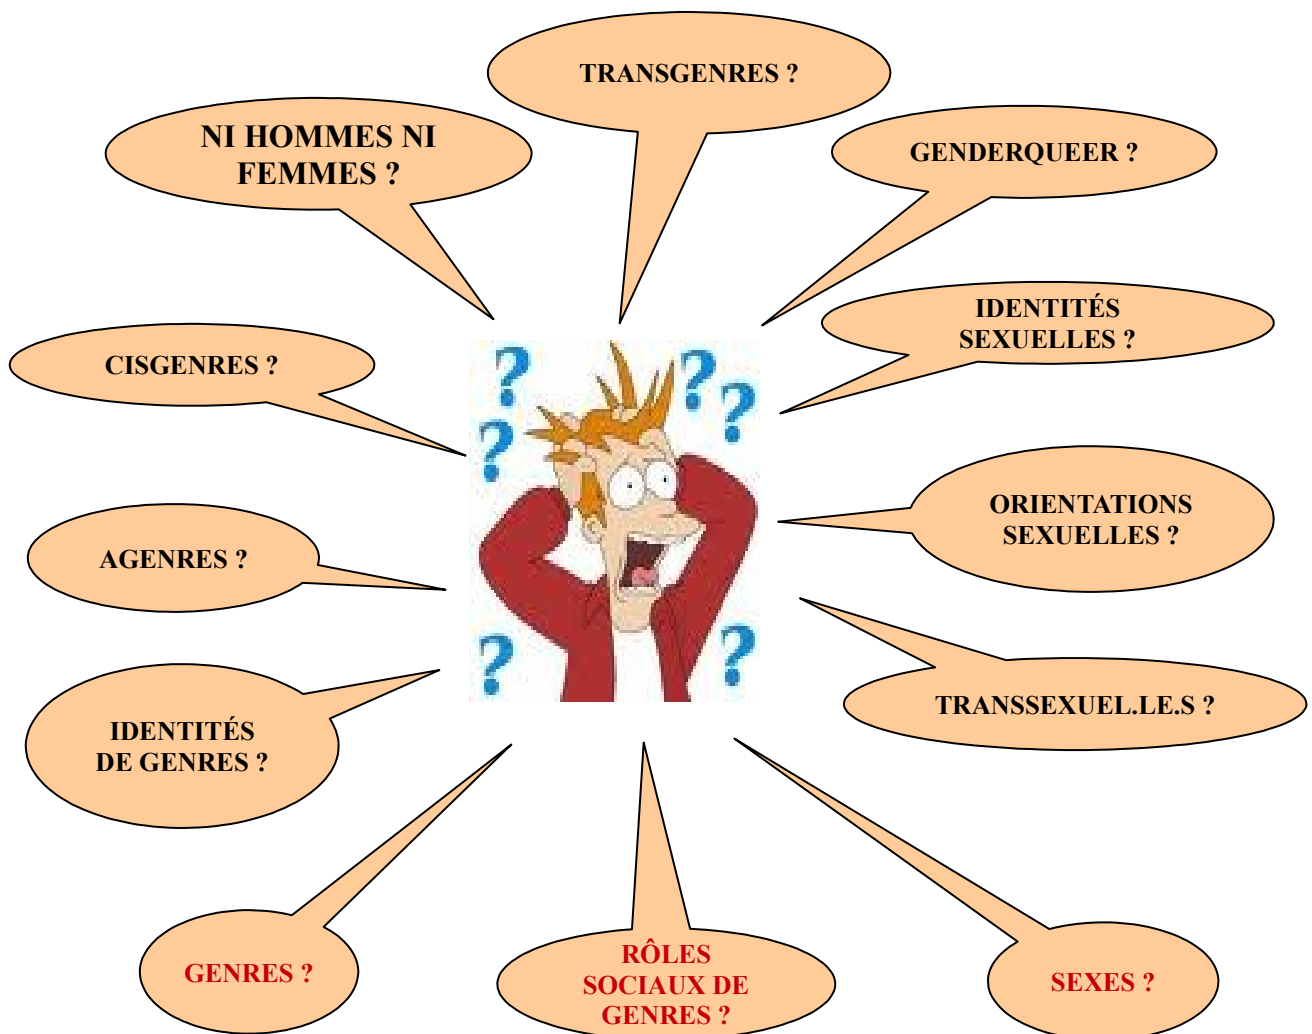 TRANSGENRES ?
NI HOMMES NI
FEMMES ?
GENDERQUEER ?
IDENTITÉS
SEXUELLES ?
CISGENRES ?
ORIENTATIONS
SEXUELLES ?
AGENRES ?
TRANSSEXUEL.LE.S ?
IDENTITÉS
DE GENRES ?
GENRES ?
RÔLES
SOCIAUX DE
GENRES ?
SEXES ?
? ? ? ? ? ?